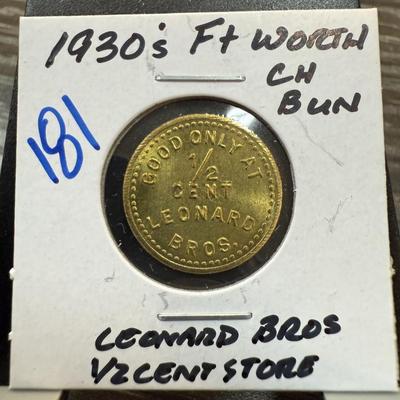 1930's Ft WORTH
CH
BUN
181
GOOD ONLY AT
1/2
CENT
LEONARD
BROS.
LEONARD BROS
1/2 CENT STORE